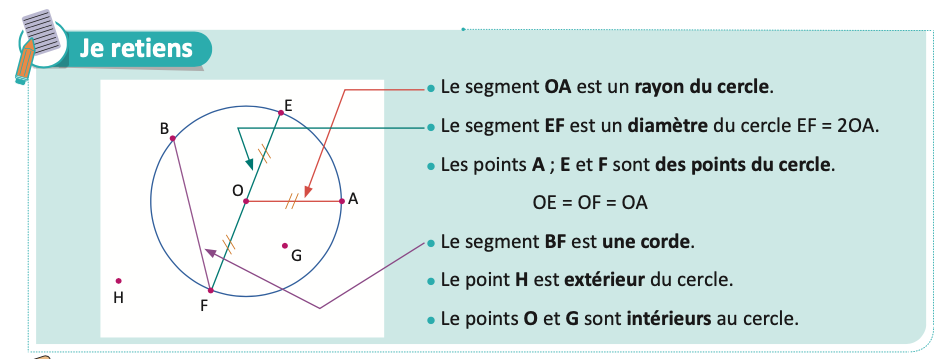 Je retiens
Le segment OA est un rayon du cercle.
Le segment EF est un diamètre du cercle EF = 2OA.
Les points A ; E et F sont des points du cercle.
OE = OF = OA
Le segment BF est une corde.
Le point H est extérieur du cercle.
Le points O et G sont intérieurs au cercle.
E
B
O
A
G
H
F